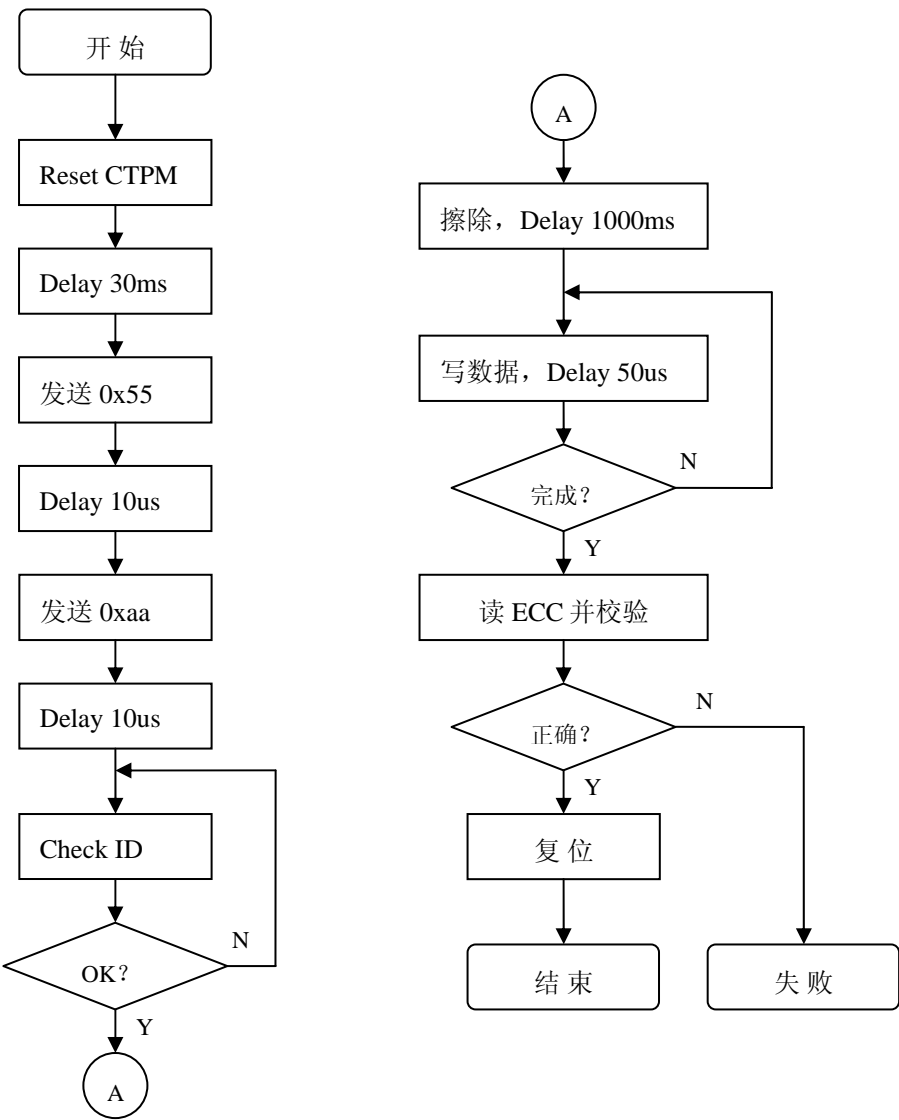 开 始
Reset CTPM
Delay 30ms
发送 0x55
Delay 10us
发送 0xaa
Delay 10us
Check ID
OK?
N
Y
A
A
擦除，Delay 1000ms
写数据，Delay 50us
完成?
N
Y
读 ECC 并校验
正确?
N
Y
复 位
结 束
失 败